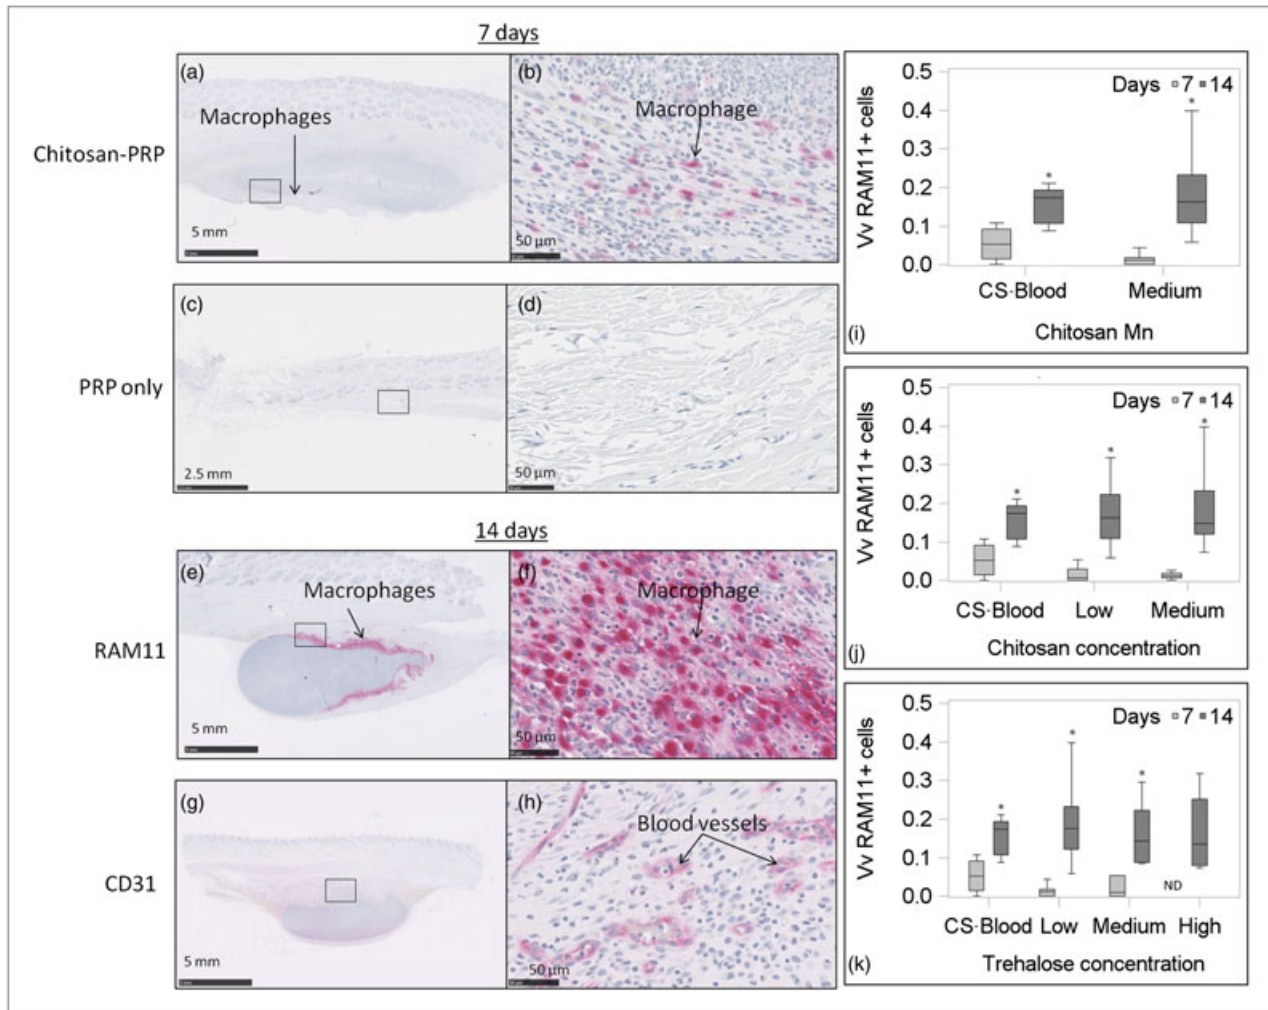 7 days
Chitosan-PRP
(a)
Macrophages
5 mm
(b)
Macrophage
50 µm
PRP only
(c)
2.5 mm
(d)
50 µm
14 days
RAM11
(e)
Macrophages
5 mm
(f)
Macrophage
50 µm
CD31
(g)
5 mm
(h)
Blood vessels
50 µm
Vv RAM11+ cells
0.5
0.4
0.3
0.2
0.1
0.0
Days 7 14
*
*
CS·Blood Medium
(i) Chitosan Mn
Vv RAM11+ cells
0.5
0.4
0.3
0.2
0.1
0.0
Days 7 14
*
*
*
CS·Blood Low Medium
(j) Chitosan concentration
Vv RAM11+ cells
0.5
0.4
0.3
0.2
0.1
0.0
Days 7 14
*
*
*
ND
CS·Blood Low Medium High
(k) Trehalose concentration